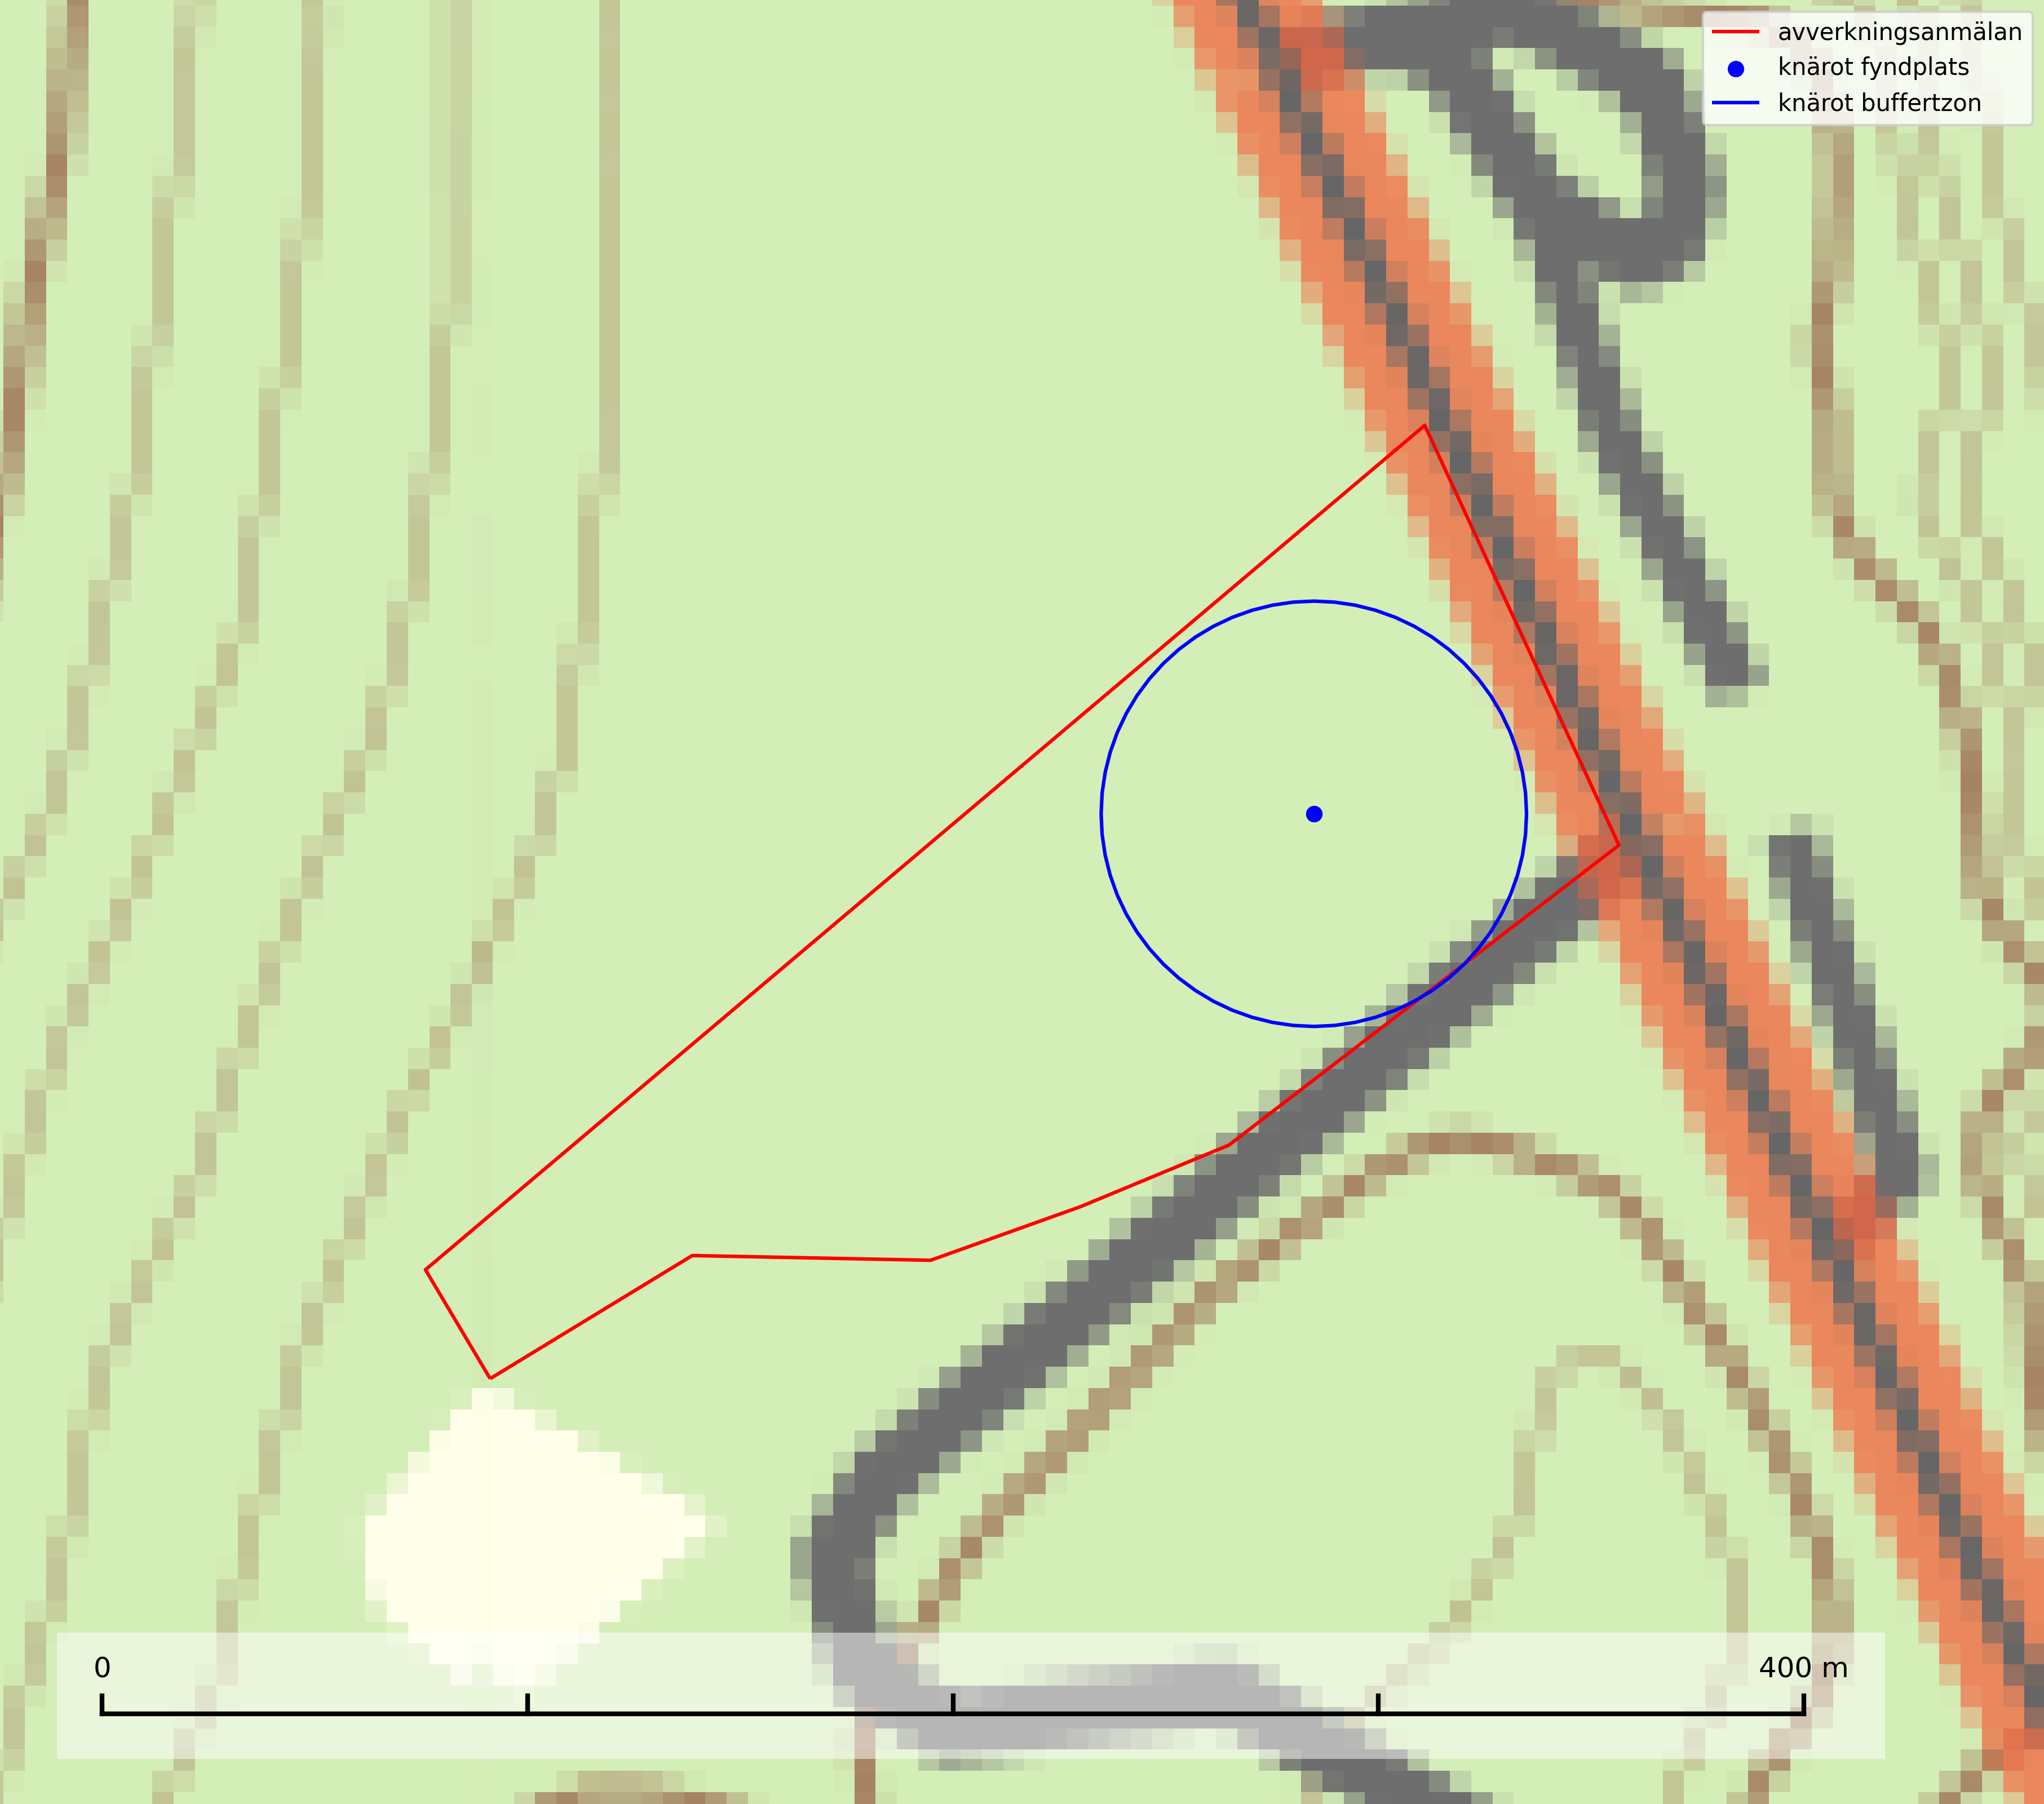 avverkningsanmälan
knärot fyndplats
knärot buffertzon
0
400 m